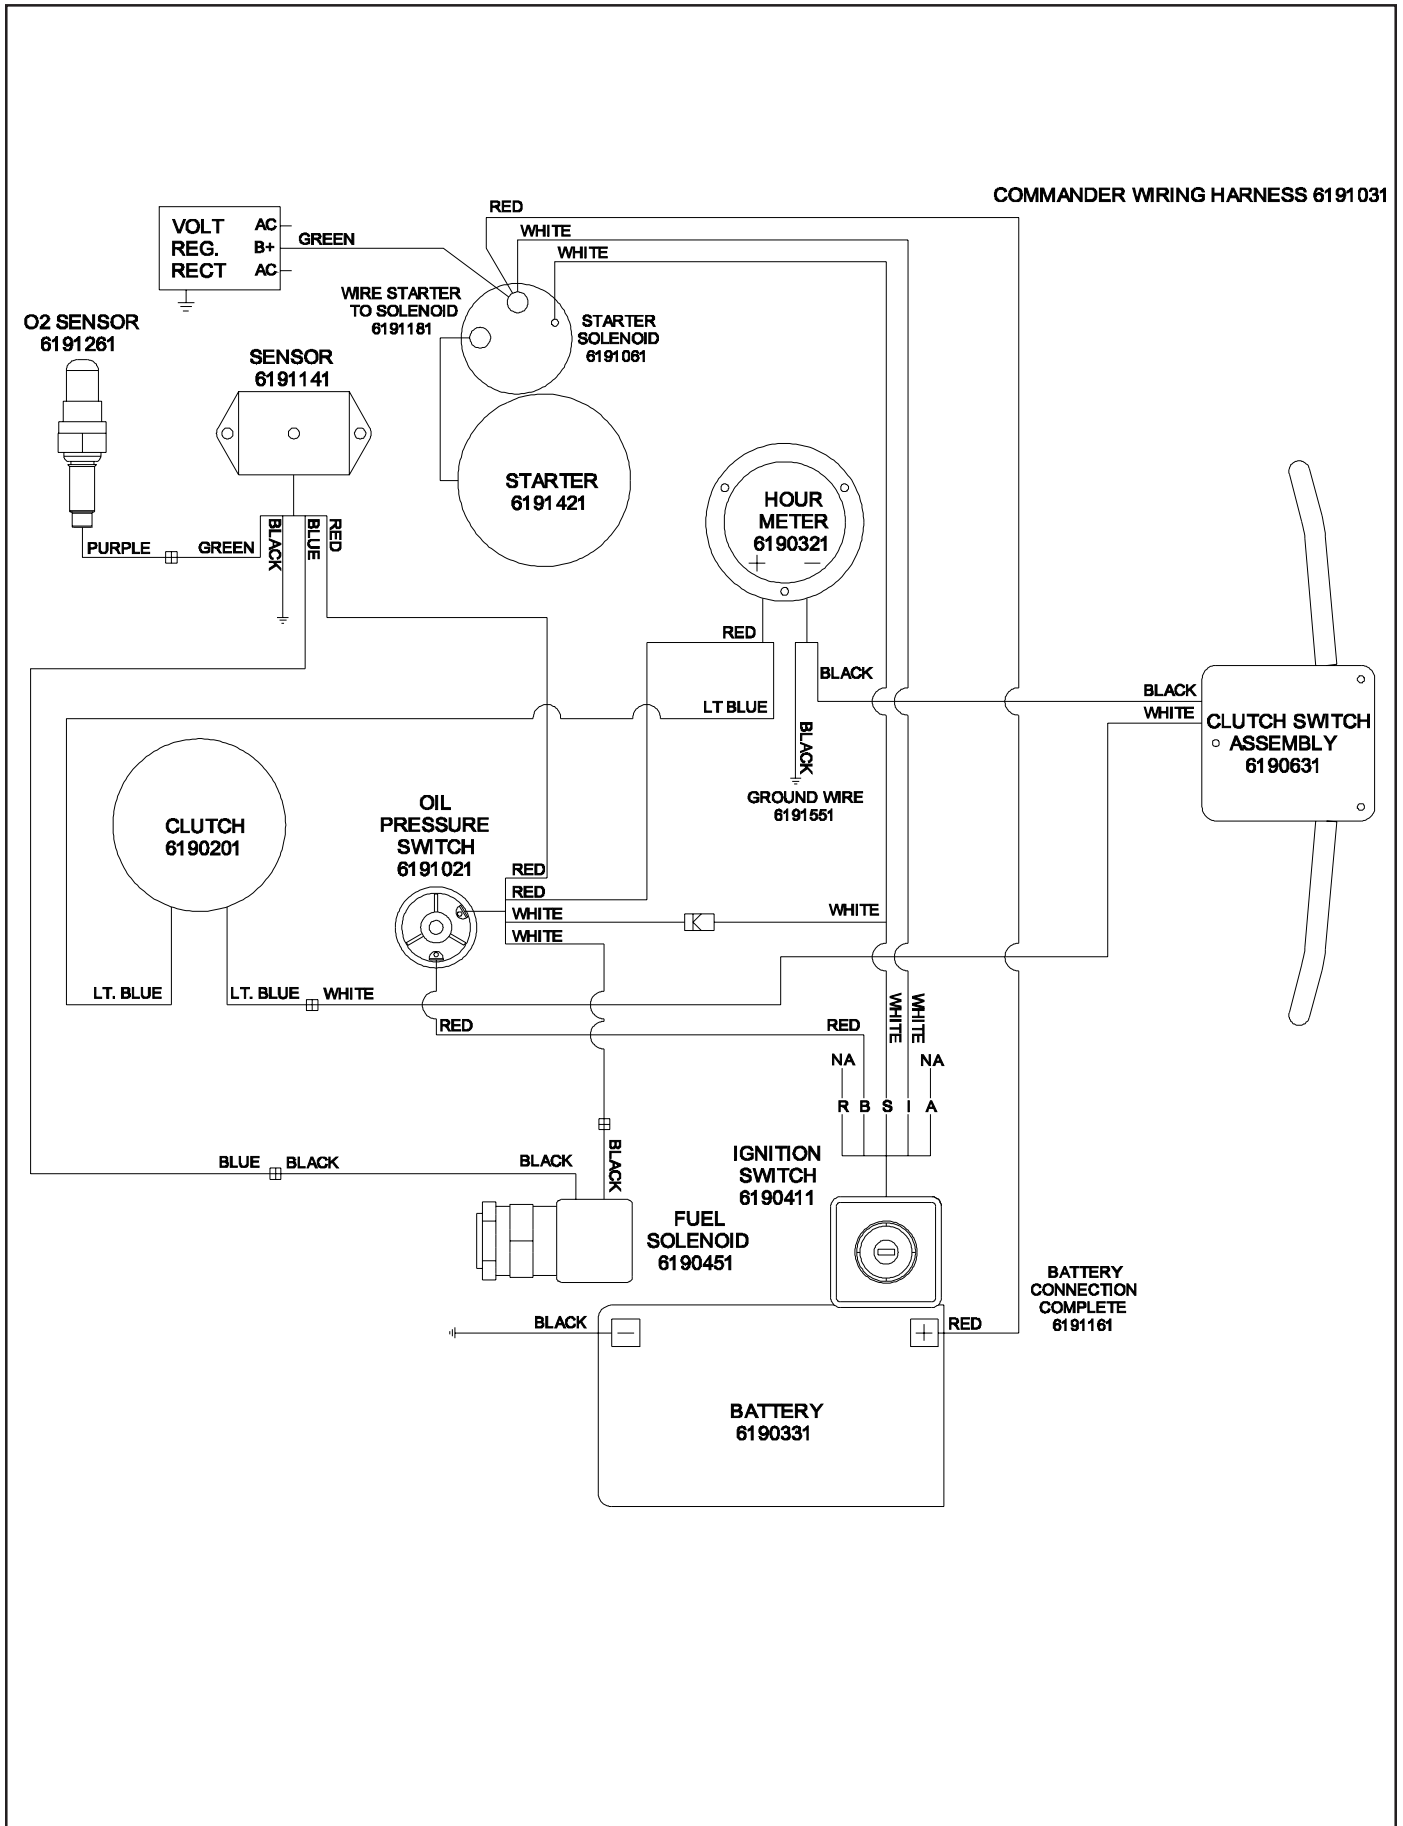 COMMANDER WIRING HARNESS 6191031
RED
WHITE
WHITE
VOLT AC
REG. B+
RECT AC
GREEN
WIRE STARTER
TO SOLENOID
6191181
STARTER
SOLENOID
6191061
O2 SENSOR
6191261
SENSOR
6191141
STARTER
6191421
HOUR
METER
6190321
+ −
PURPLE
GREEN
BLACK
BLUE
RED
RED
BLACK
LT BLUE
BLACK
GROUND WIRE
6191551
BLACK
WHITE
CLUTCH SWITCH
ASSEMBLY
6190631
CLUTCH
6190201
OIL
PRESSURE
SWITCH
6191021
RED
RED
WHITE
WHITE
WHITE
LT. BLUE
LT. BLUE
WHITE
RED
RED
WHITE
WHITE
NA
NA
R B S I A
BLUE
BLACK
BLACK
BLACK
IGNITION
SWITCH
6190411
FUEL
SOLENOID
6190451
BATTERY
CONNECTION
COMPLETE
6191161
BLACK
−
+
RED
BATTERY
6190331